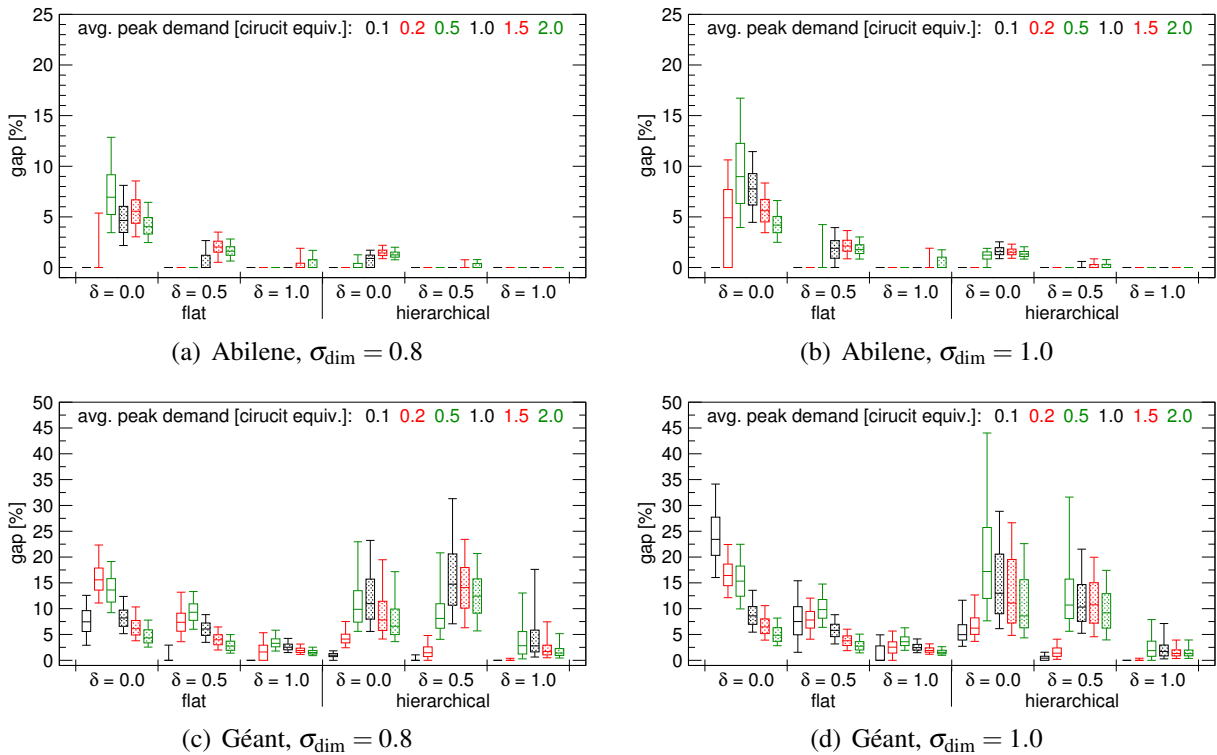 avg. peak demand [cirucit equiv.]: 0.1 0.2 0.5 1.0 1.5 2.0
gap [%]
25
20
15
10
5
0
δ = 0.0 δ = 0.5 δ = 1.0 δ = 0.0 δ = 0.5 δ = 1.0
flat hierarchical
(a) Abilene, σdim = 0.8
avg. peak demand [cirucit equiv.]: 0.1 0.2 0.5 1.0 1.5 2.0
gap [%]
25
20
15
10
5
0
δ = 0.0 δ = 0.5 δ = 1.0 δ = 0.0 δ = 0.5 δ = 1.0
flat hierarchical
(b) Abilene, σdim = 1.0
avg. peak demand [cirucit equiv.]: 0.1 0.2 0.5 1.0 1.5 2.0
gap [%]
50
45
40
35
30
25
20
15
10
5
0
δ = 0.0 δ = 0.5 δ = 1.0 δ = 0.0 δ = 0.5 δ = 1.0
flat hierarchical
(c) Géant, σdim = 0.8
avg. peak demand [cirucit equiv.]: 0.1 0.2 0.5 1.0 1.5 2.0
gap [%]
50
45
40
35
30
25
20
15
10
5
0
δ = 0.0 δ = 0.5 δ = 1.0 δ = 0.0 δ = 0.5 δ = 1.0
flat hierarchical
(d) Géant, σdim = 1.0